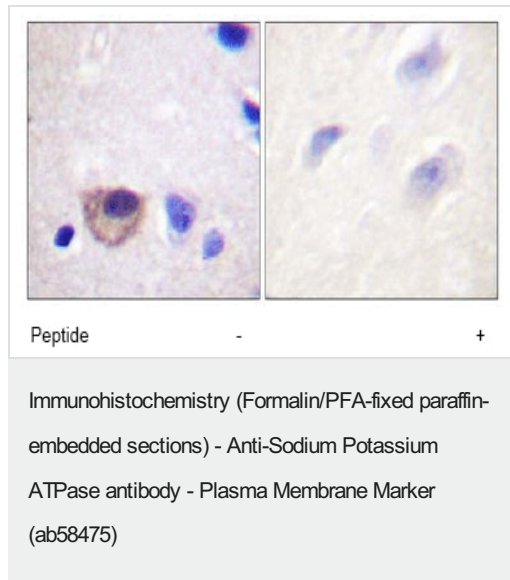 Peptide - +
Immunohistochemistry (Formalin/PFA-fixed paraffin-
embedded sections) - Anti-Sodium Potassium
ATPase antibody - Plasma Membrane Marker
(ab58475)